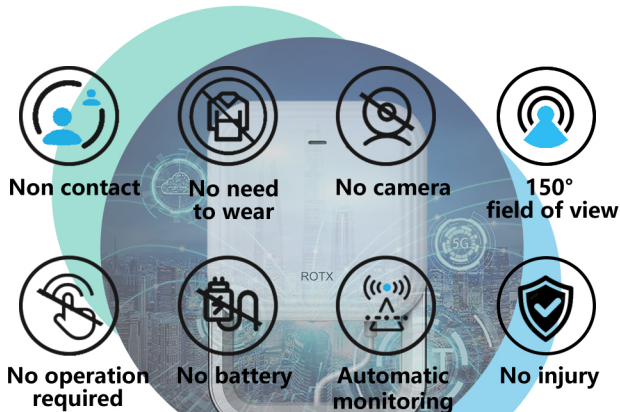 Non contact
No need
to wear
No camera
150°
field of view
5G
ROTX
No operation
required
No battery
Automatic
monitoring
No injury